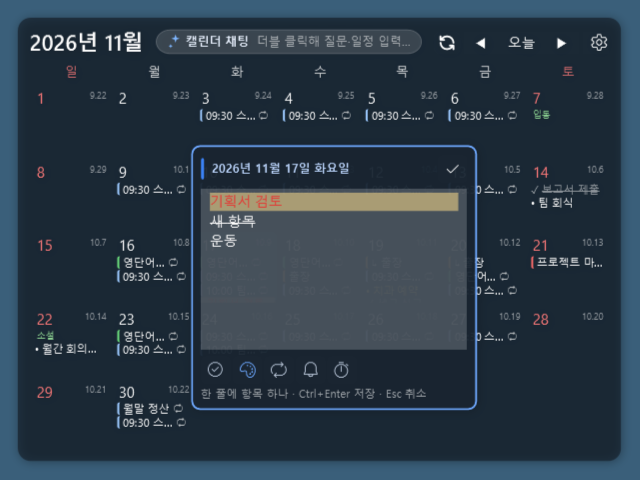 2026년 11월 캘린더 채팅 더블 클릭해 질문·일정 입력... 오늘
일 월 화 수 목 금 토
1 9.22 2 9.23 3 9.24 4 9.25 5 9.26 6 9.27 7 9.28
09:30 스... 09:30 스... 09:30 스... 09:30 스... 입동
8 9.29 9 10.1 10.5 14 10.6
09:30 스... 보고서 제출
• 팀 회식
2026년 11월 17일 화요일
기획서 검토
새 항목
운동
15 10.7 16 10.8 10.12 21 10.13
영단어... 프로젝트 마...
09:30 스...
22 10.14 23 10.15 10.19 28 10.20
소설 영단어...
• 월간 회의... 09:30 스...
29 10.21 30 10.22
월말 정산
09:30 스...
한 줄에 항목 하나 · Ctrl+Enter 저장 · Esc 취소